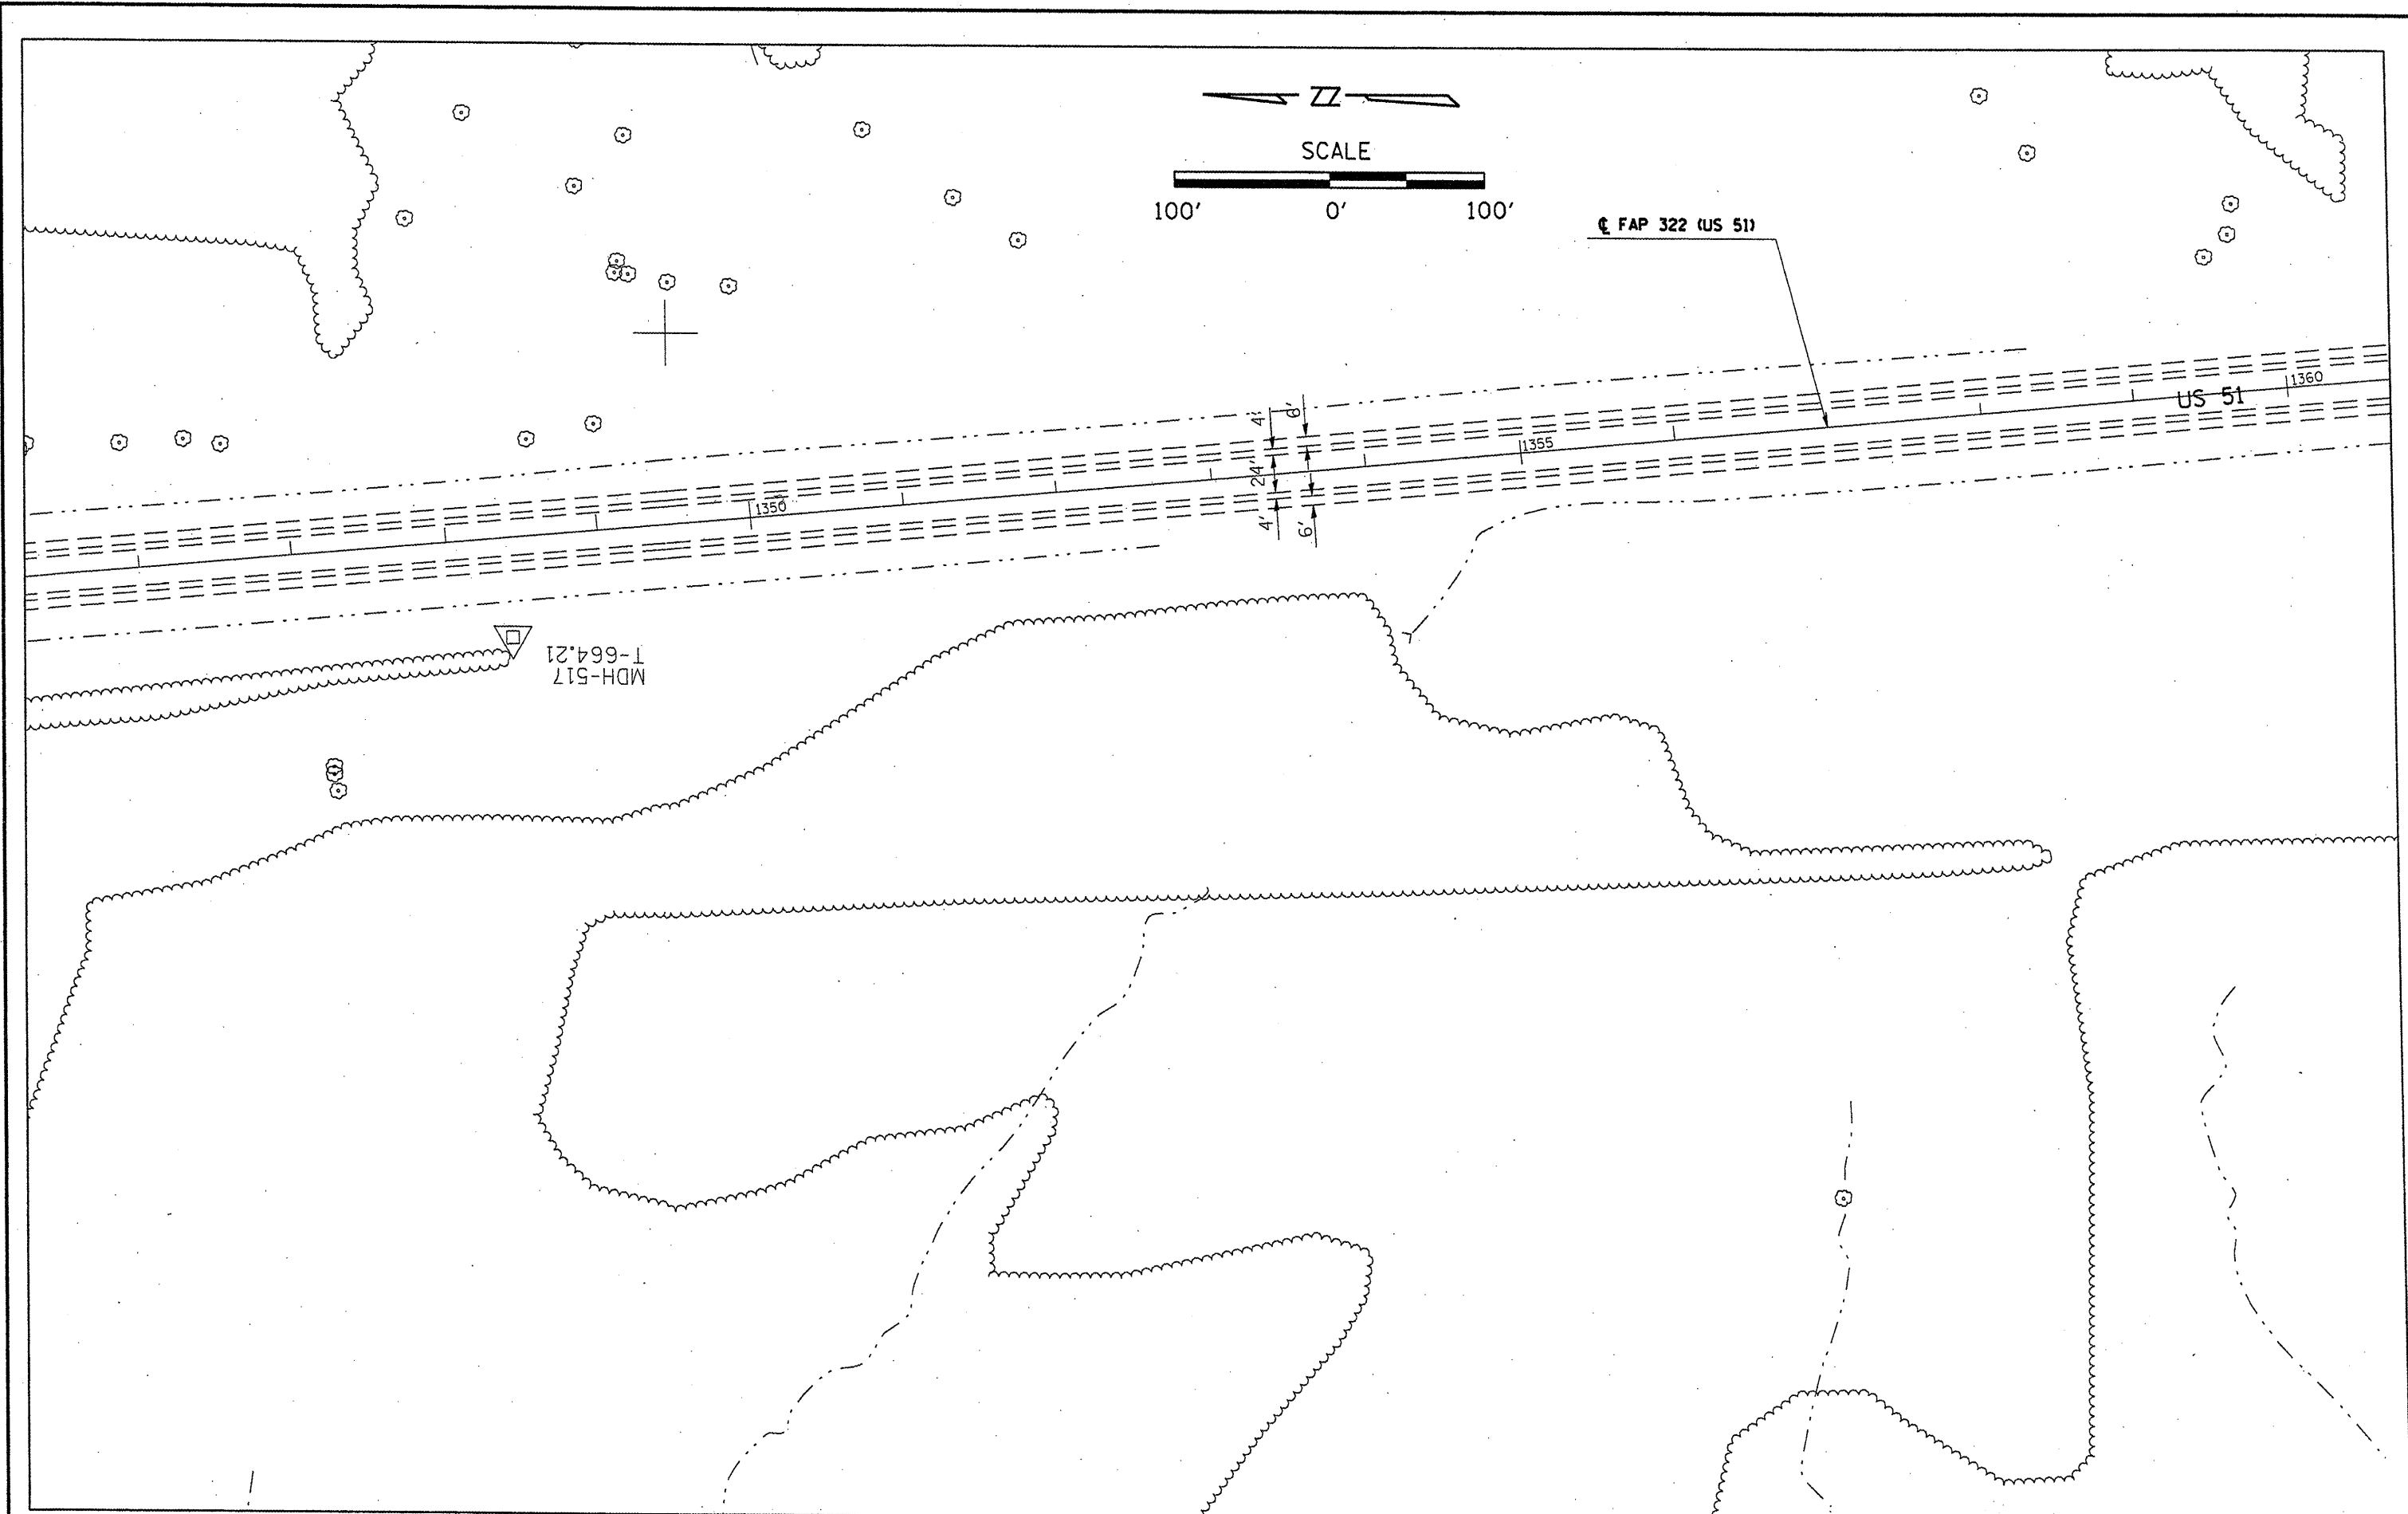 N
SCALE
100' 0' 100'
℄ FAP 322 (US 51)
1360
US 51
4' 6'
1355
24'
1350
4' 6'
T-664.21
MDH-517